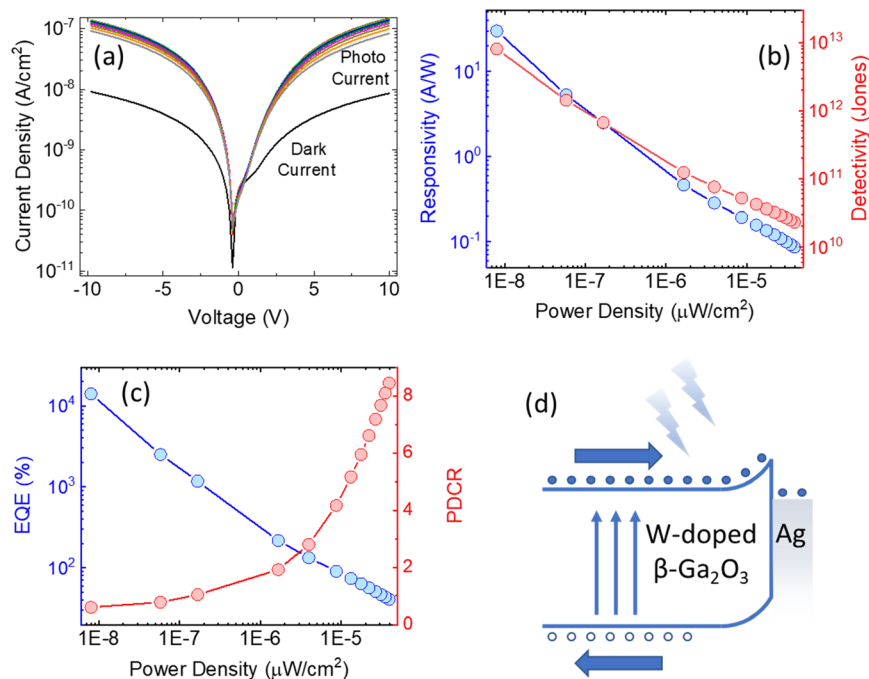 (a)
Photo
Current
Dark
Current
10⁻⁷
10⁻⁸
10⁻⁹
10⁻¹⁰
10⁻¹¹
Current Density (A/cm²)
-10
-5
0
5
10
Voltage (V)
(b)
10¹
10⁰
10⁻¹
Responsivity (A/W)
10¹³
10¹²
10¹¹
10¹⁰
Detectivity (Jones)
1E-8
1E-7
1E-6
1E-5
Power Density (μW/cm²)
(c)
10⁴
10³
10²
EQE (%)
8
6
4
2
0
PDCR
1E-8
1E-7
1E-6
1E-5
Power Density (μW/cm²)
(d)
W-doped
β-Ga₂O₃
Ag